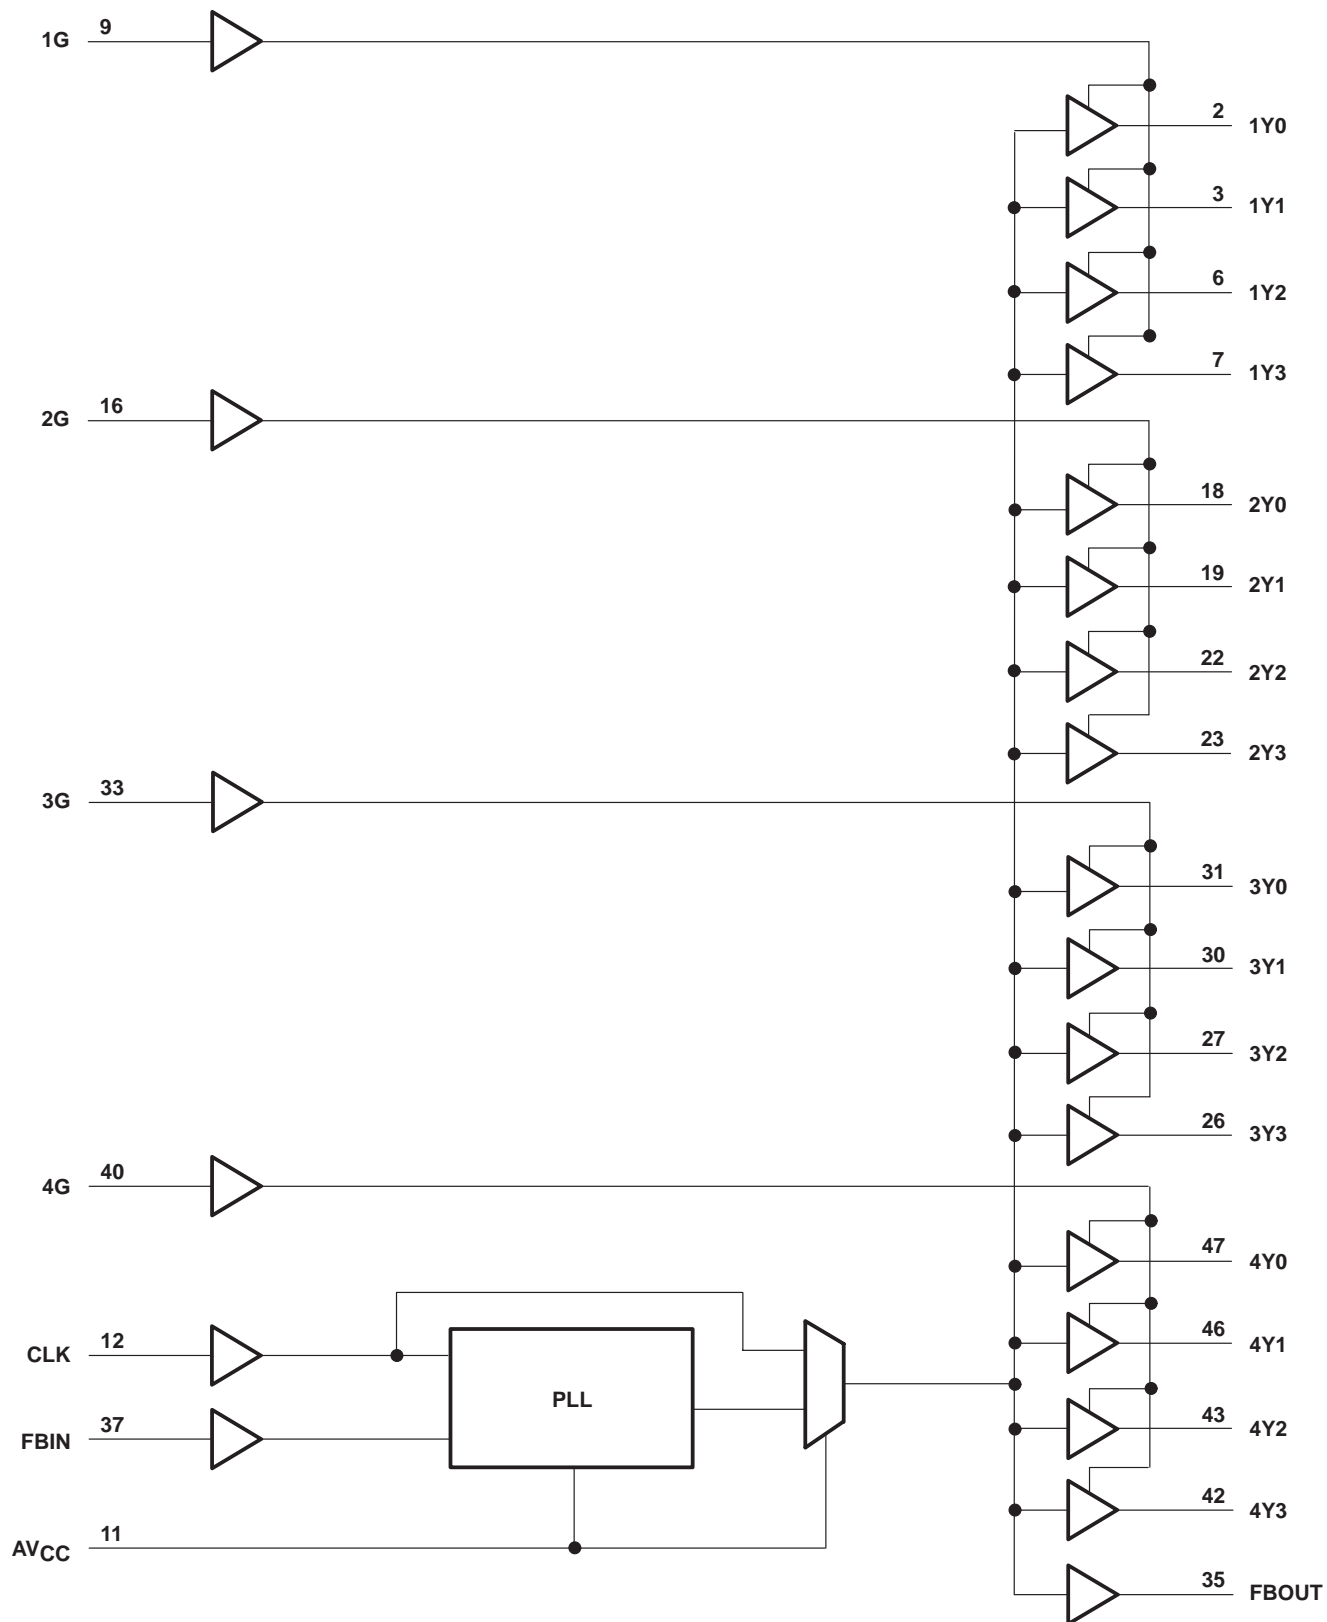 1G 9
2 1Y0
3 1Y1
6 1Y2
7 1Y3
2G 16
18 2Y0
19 2Y1
22 2Y2
23 2Y3
3G 33
31 3Y0
30 3Y1
27 3Y2
26 3Y3
4G 40
47 4Y0
CLK 12
46 4Y1
PLL
43 4Y2
FBIN 37
42 4Y3
AVCC 11
35 FBOUT